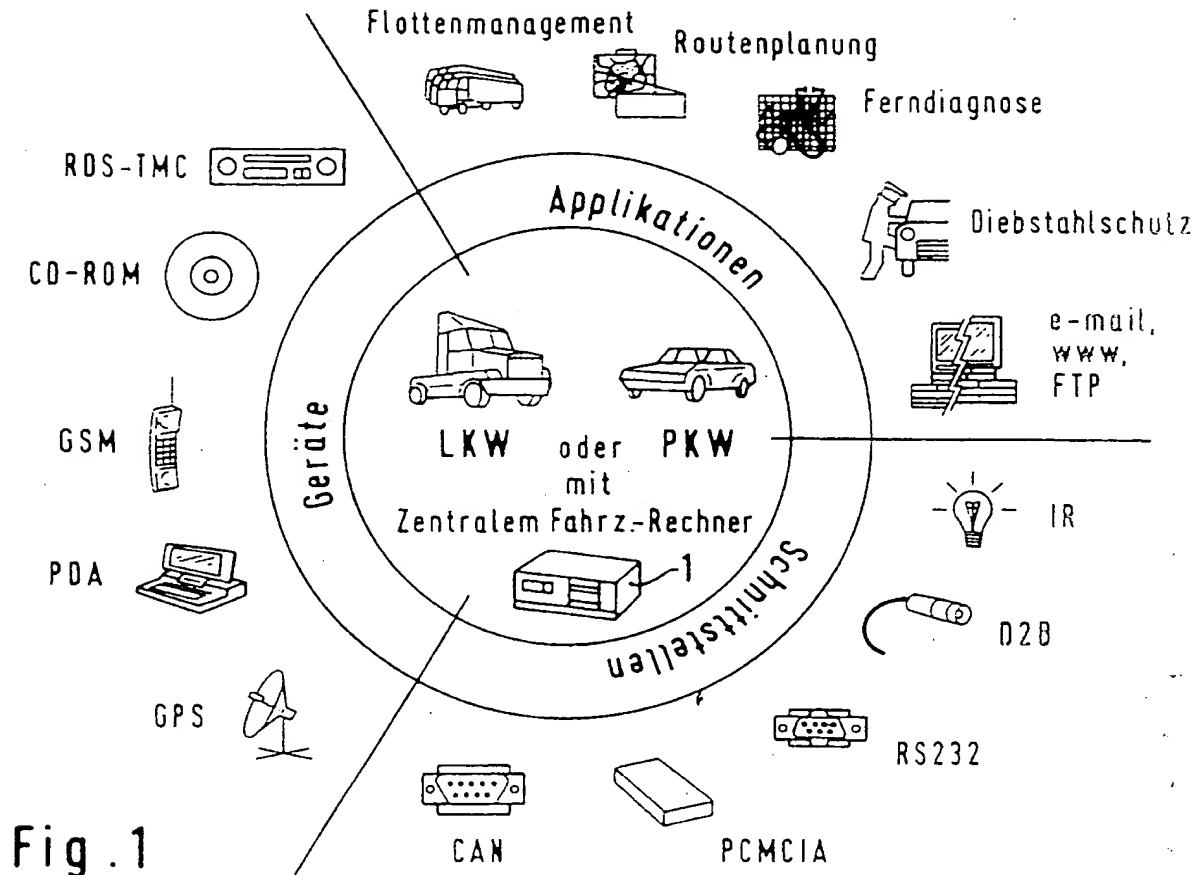 Flottenmanagement
Routenplanung
Ferndiagnose
Diebstahlschutz
e-mail,
www,
FTP
RDS-TMC
CD-ROM
GSM
PDA
GPS
Applikationen
Geräte
Schnittstellen
LKW oder PKW
mit
Zentralem Fahrz.-Rechner
1
IR
D2B
RS232
PCMCIA
CAN
Fig.1